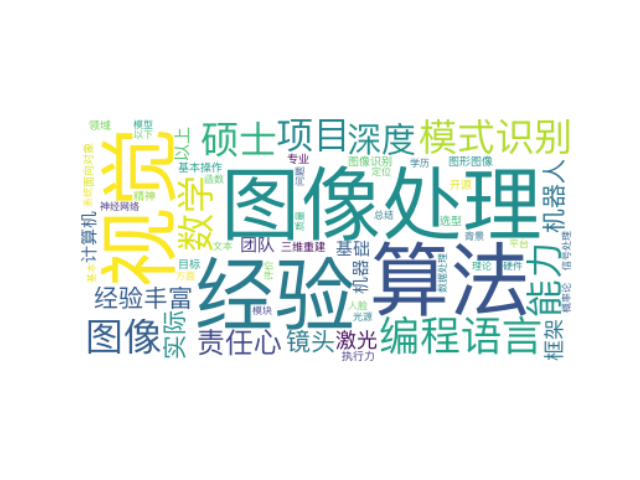 领域
模型
以下
以上
硕士
项目
深度
模式识别
视觉
面向对象
系统
精神
基本操作
函数
专业
问题
图像识别
定位
学历
图形图像
开源
数学
图像处理
机器人
神经网络
计算机
质量
总结
选型
背景
平台
信号处理
文本
团队
三维重建
基础
基本
万面
目标
评价
机器
经验
算法
数据处理
理论
硬件
能力
概率论
经验丰富
模块
人脸
光源
图像
实际
责任心
镜头
激光
执行力
编程语言
框架